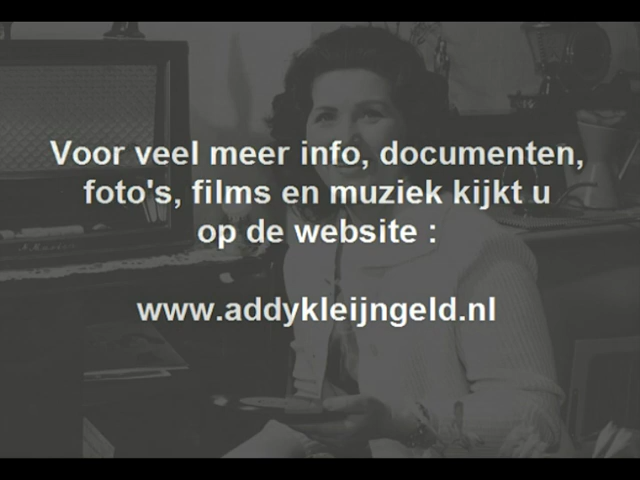 Voor veel meer info, documenten,
foto's, films en muziek kijkt u
op de website :
www.addykleijngeld.nl